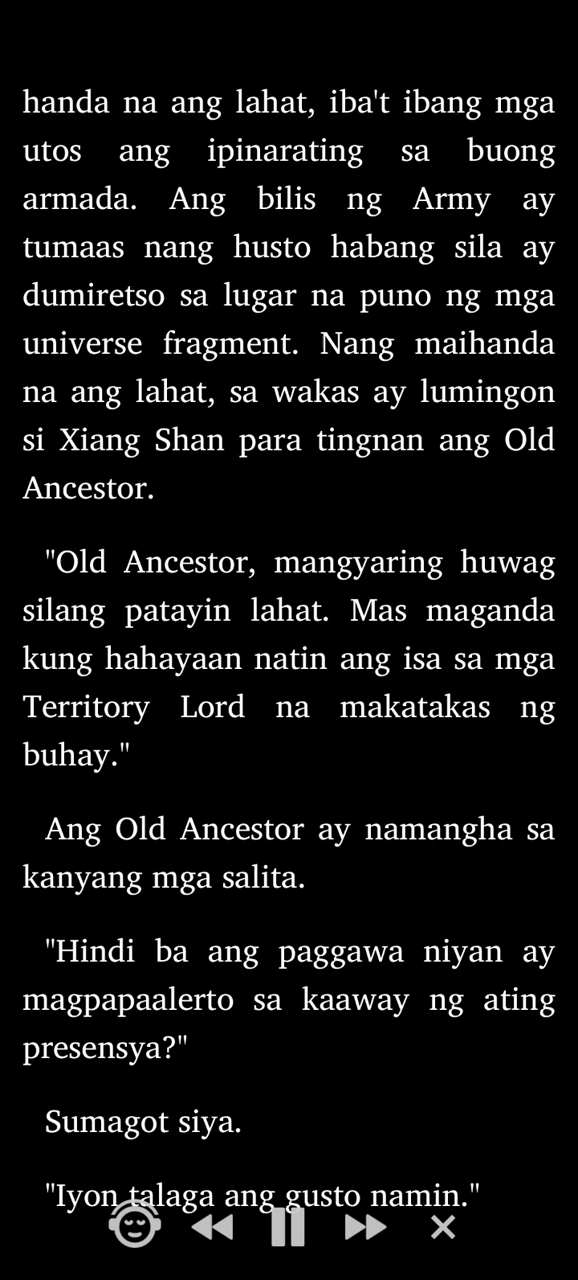 handa na ang lahat, iba't ibang mga
utos ang ipinarating sa buong
armada. Ang bilis ng Army ay
tumaas nang husto habang sila ay
dumiretso sa lugar na puno ng mga
universe fragment. Nang maihanda
na ang lahat, sa wakas ay lumingon
si Xiang Shan para tingnan ang Old
Ancestor.
"Old Ancestor, mangyaring huwag
silang patayin lahat. Mas maganda
kung hahayaan natin ang isa sa mga
Territory Lord na makatakas ng
buhay."
Ang Old Ancestor ay namangha sa
kanyang mga salita.
"Hindi ba ang paggawa niyan ay
magpapaalerto sa kaaway ng ating
presensya?"
Sumagot siya.
"Iyon talaga ang gusto namin."